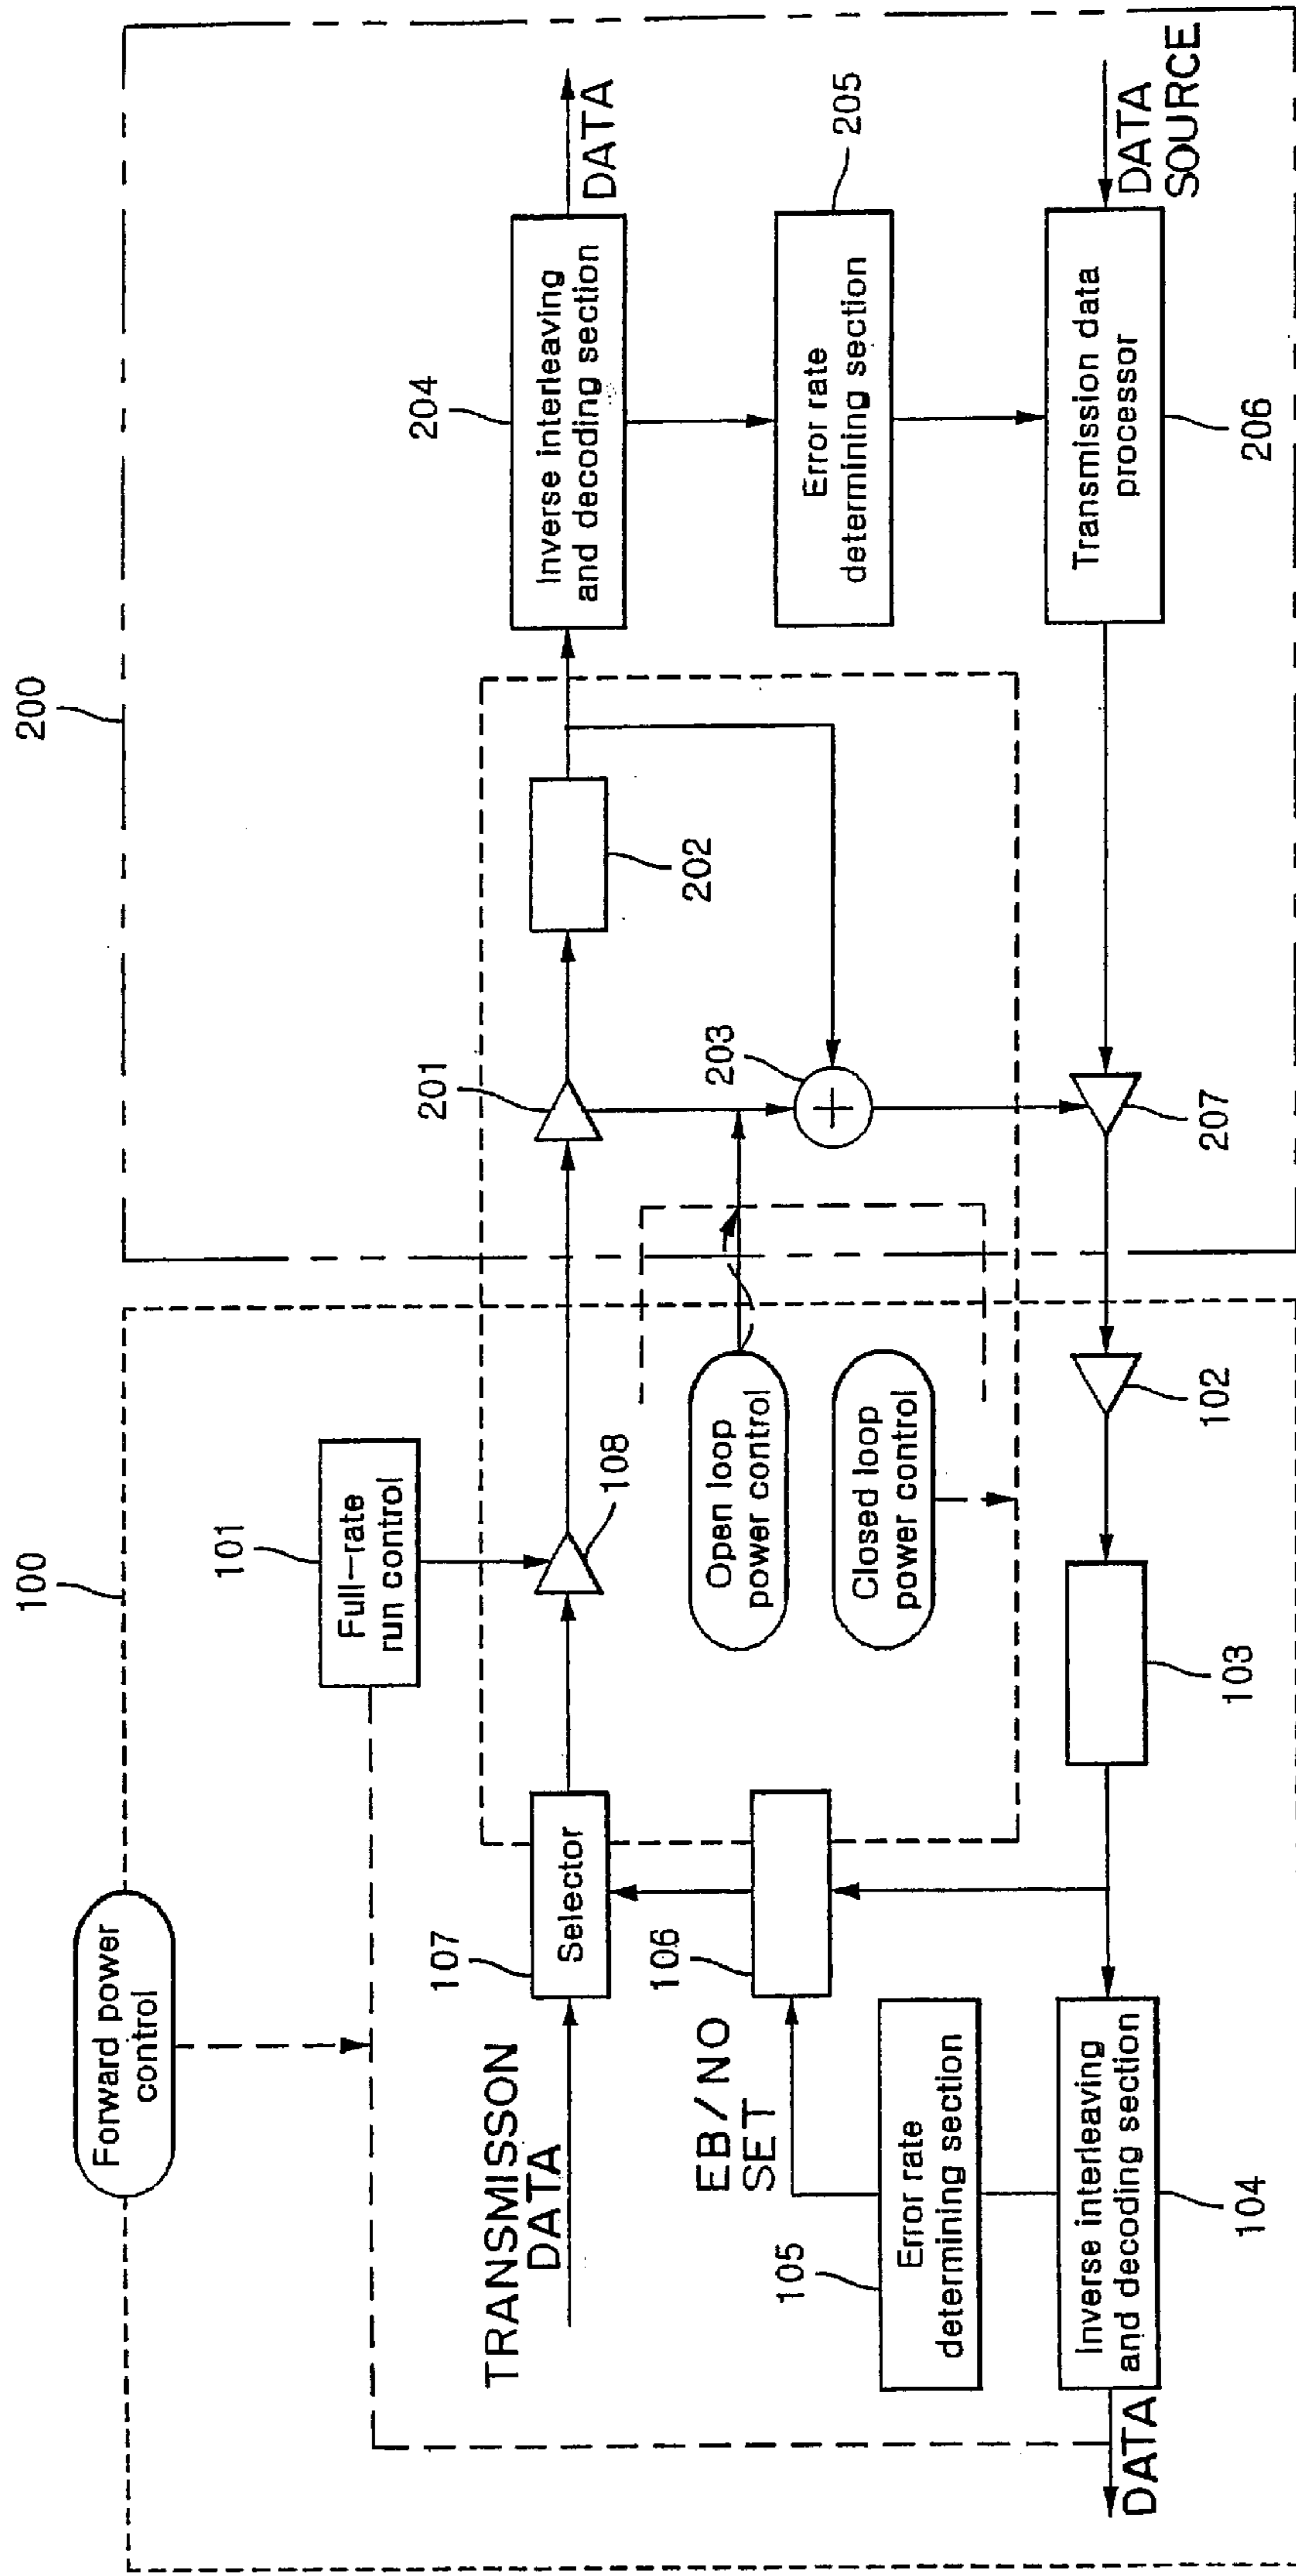 Forward power
control
100
200
101
Full-rate
run control
107
Selector
TRANSMISSON
DATA
108
201
202
204
Inverse interleaving
and decoding section
DATA
106
EB/NO
SET
Open loop
power control
Closed loop
power control
203
205
Error rate
determining section
105
Error rate
determining section
104
Inverse interleaving
and decoding section
DATA
103
102
207
206
Transmission data
processor
DATA
SOURCE